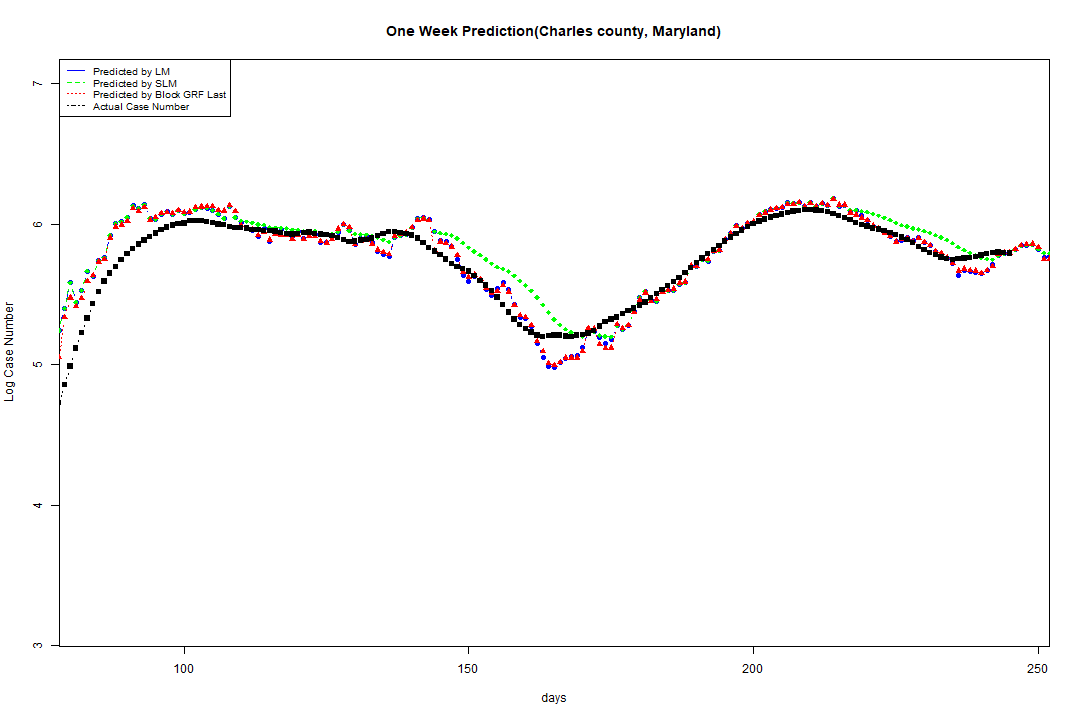 One Week Prediction(Charles county, Maryland)
Predicted by LM
Predicted by SLM
Predicted by Block GRF Last
Actual Case Number
7
6
5
4
3
Log Case Number
100 150 200 250
days